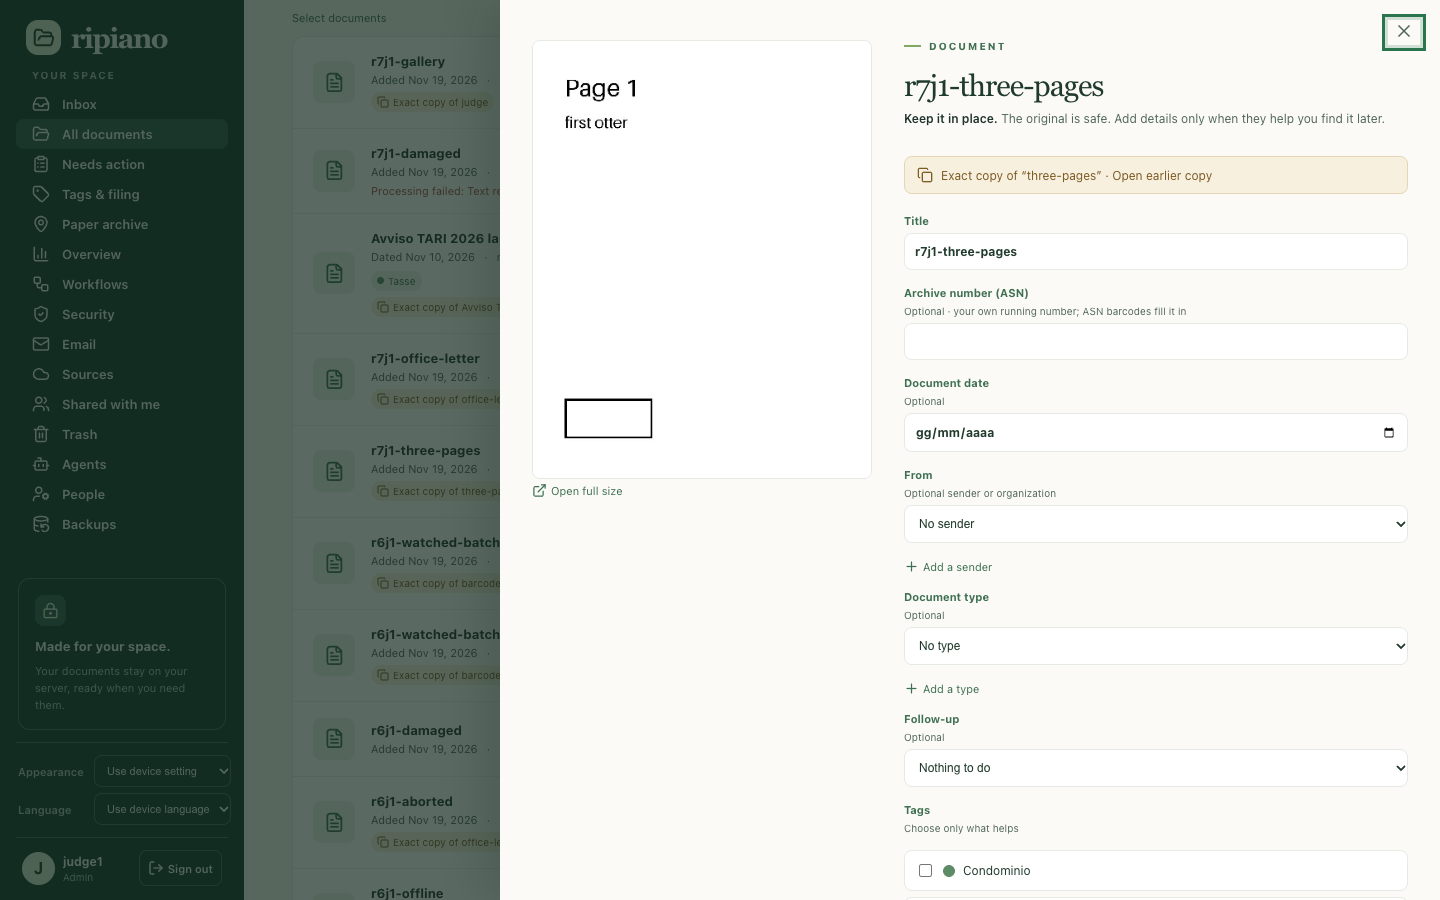 ripiano
YOUR SPACE
Inbox
All documents
Needs action
Tags & filing
Paper archive
Overview
Workflows
Security
Email
Sources
Shared with me
Trash
Agents
People
Backups
Made for your space.
Your documents stay on your
server, ready when you need
them.
Appearance
Use device setting
Language
Use device language
J
judge1
Admin
Sign out
Select documents
r7j1-gallery
Added Nov 19, 2026 ·
Exact copy of judge
r7j1-damaged
Added Nov 19, 2026 ·
Processing failed: Text
Avviso TARI 2026
Dated Nov 10, 2026 ·
Tasse
Exact copy of Avviso
r7j1-office-letter
Added Nov 19, 2026 ·
Exact copy of
r7j1-three-pages
Added Nov 19, 2026 ·
Exact copy of
r6j1-watched-batch
Added Nov 19, 2026 ·
Exact copy of barcode
r6j1-watched-batch
Added Nov 19, 2026 ·
Exact copy of barcode
r6j1-damaged
Added Nov 19, 2026 ·
r6j1-aborted
Added Nov 19, 2026 ·
Exact copy of
r6j1-offline
Page 1
first otter
Open full size
DOCUMENT
r7j1-three-pages
Keep it in place. The original is safe. Add details only when they help you find it later.
Exact copy of “three-pages” · Open earlier copy
Title
r7j1-three-pages
Archive number (ASN)
Optional · your own running number; ASN barcodes fill it in
Document date
Optional
gg/mm/aaaa
From
Optional sender or organization
No sender
Add a sender
Document type
Optional
No type
Add a type
Follow-up
Optional
Nothing to do
Tags
Choose only what helps
Condominio